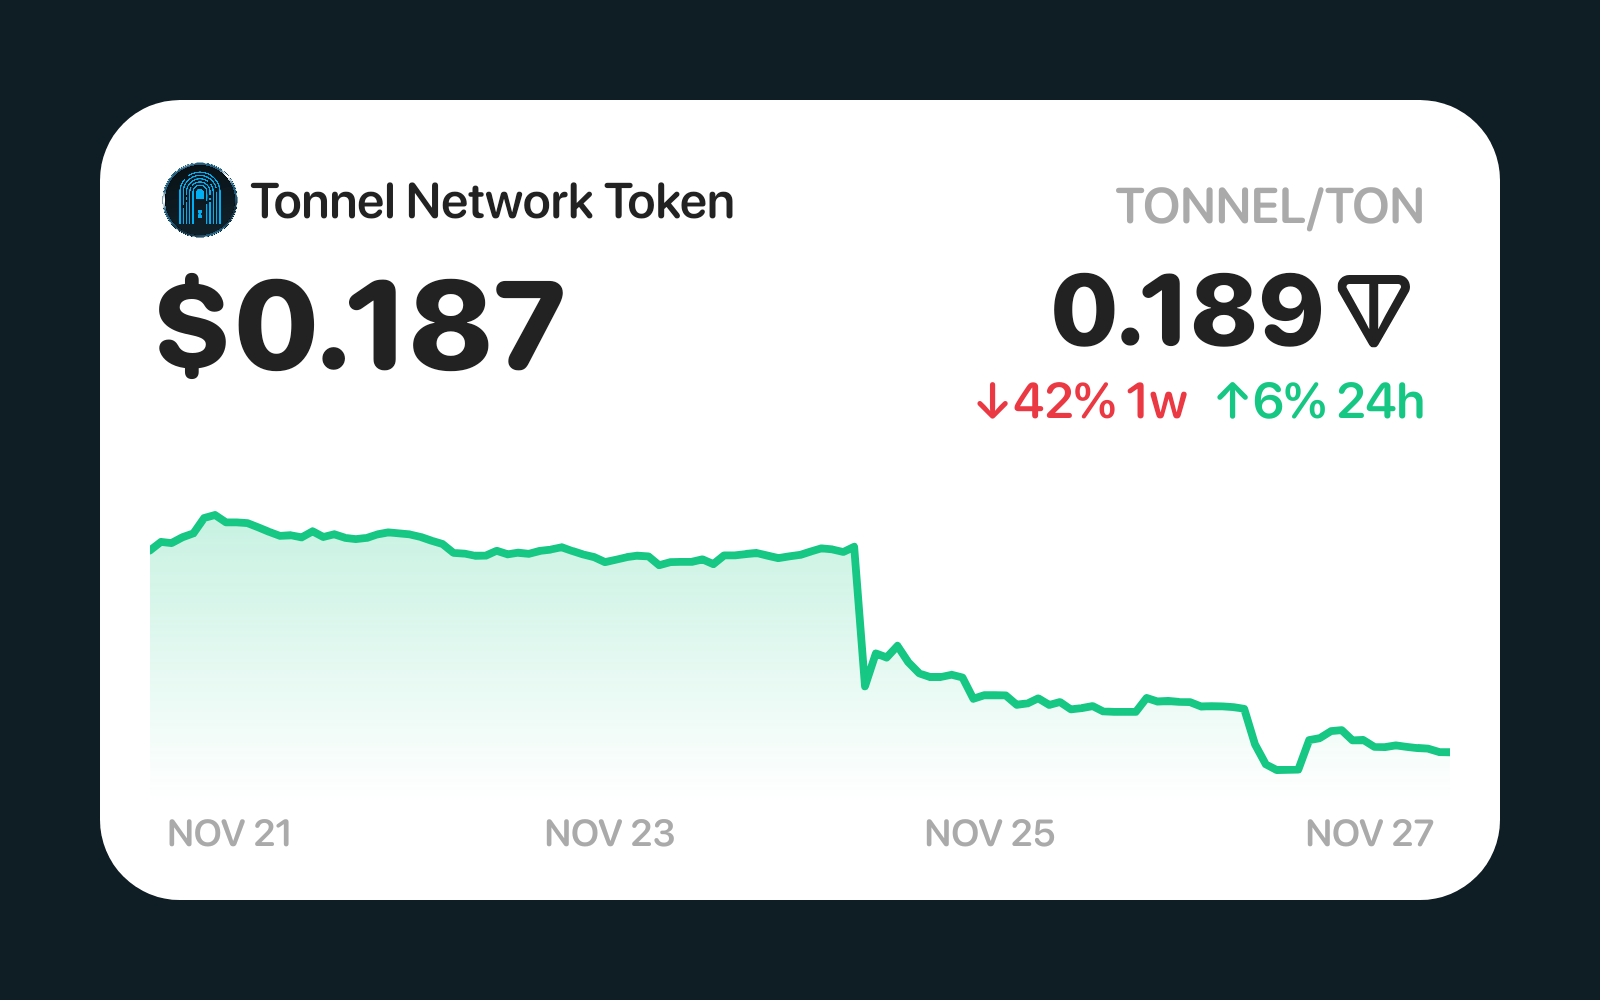 Tonnel Network Token
TONNEL/TON
$0.187
0.189
↓42% 1w ↑6% 24h
NOV 21 NOV 23 NOV 25 NOV 27